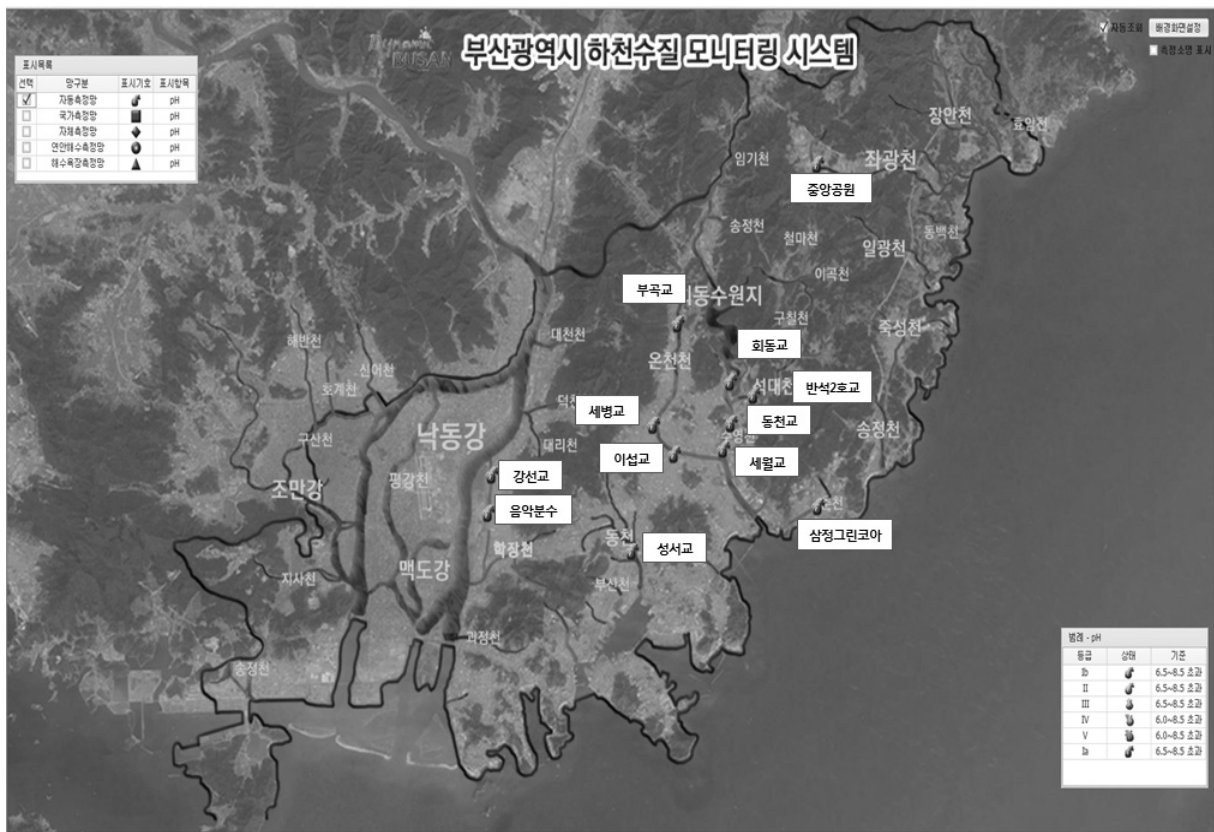 Dynamic
BUSAN
부산광역시 하천수질 모니터링 시스템
자동조회
배경화면설정
측정소명 표시
표시목록
선택 망구분 표시기호 표시항목
자동측정망 pH
국가측정망 pH
자체측정망 pH
연안해수측정망 pH
해수욕장측정망 pH
장안천
효암천
임기천
좌광천
중앙공원
송정천
철마천
동백천
일광천
이곡천
부곡교
동수원지
구칠천
죽성천
대천천
회동교
해반천
신어천
호계천
온천천
석대천
반석2호교
세병교
동천교
송정천
낙동강
구산천
대리천
이섭교
세월교
강선교
조만강
평강천
음악분수
삼정그린코아
학장천
동천
성서교
맥도강
지사천
부산천
괴정천
송정천
범례 - pH
등급 상태 기준
Ib 6.5~8.5 초과
II 6.5~8.5 초과
III 6.5~8.5 초과
IV 6.0~8.5 초과
V 6.0~8.5 초과
Ia 6.5~8.5 초과